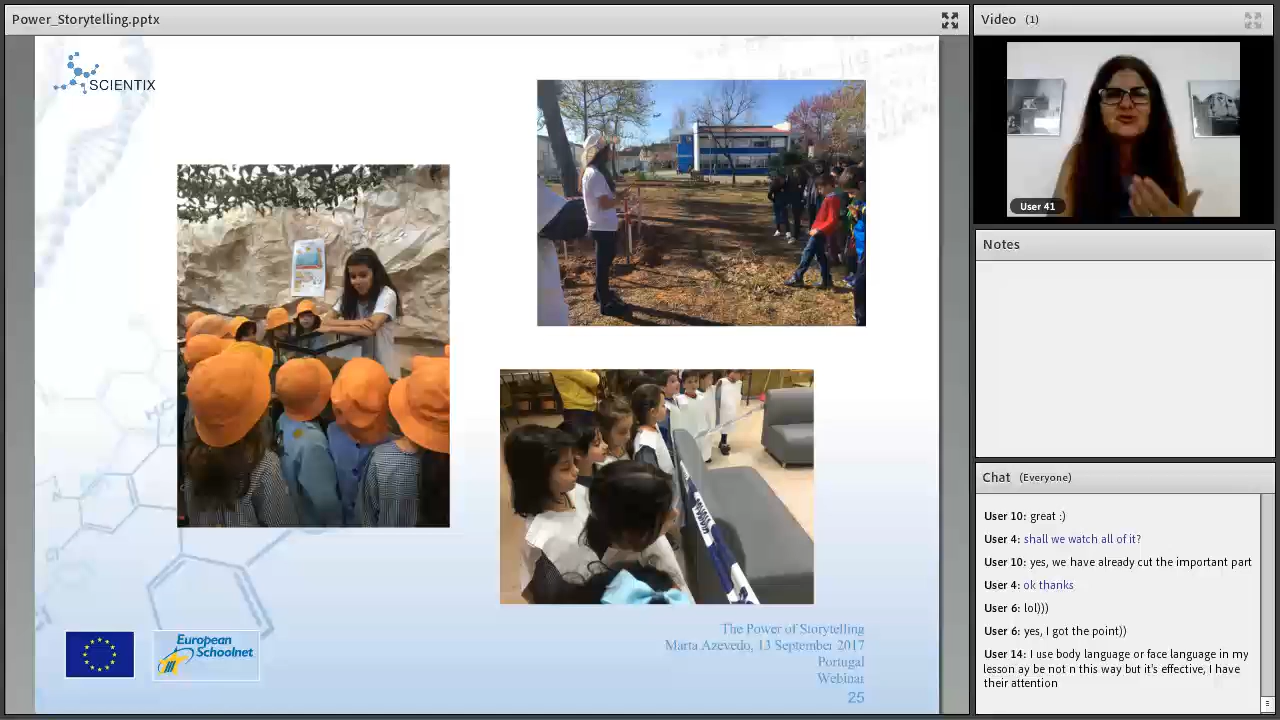 Power_Storytelling.pptx
SCIENTIX
European
Schoolnet
The Power of Storytelling
Marta Azevedo, 13 September 2017
Portugal
Webinar
25
Video (1)
User 41
Notes
Chat (Everyone)
User 10: great :)
User 4: shall we watch all of it?
User 10: yes, we have already cut the important part
User 4: ok thanks
User 6: lol)))
User 6: yes, I got the point))
User 14: I use body language or face language in my
lesson ay be not n this way but it's effective, I have
their attention